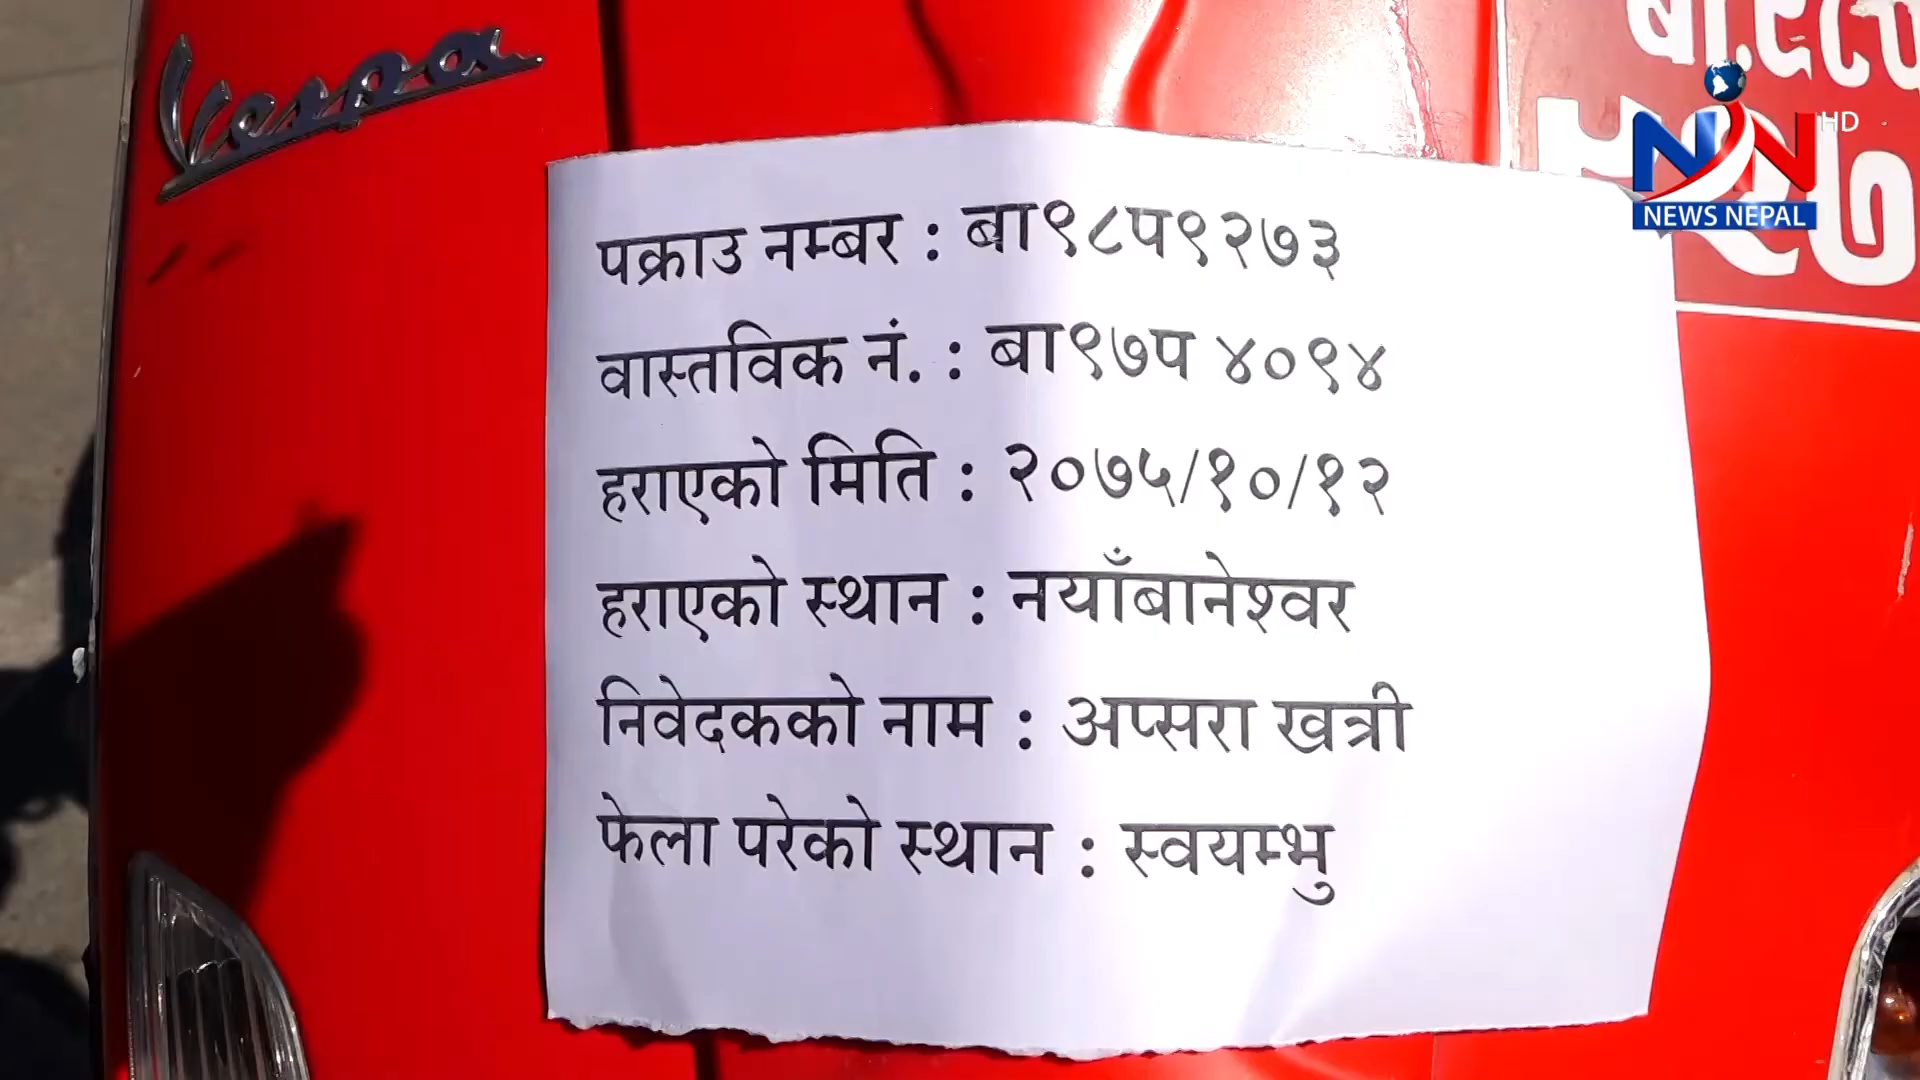 Vespa
बा.९८प
HD
NEWS NEPAL
पक्राउ नम्बर : बा९८प९२७३
वास्तविक नं. : बा९७प ४०९४
हराएको मिति : २०७५/१०/१२
हराएको स्थान : नयाँबानेश्वर
निवेदकको नाम : अप्सरा खत्री
फेला परेको स्थान : स्वयम्भु